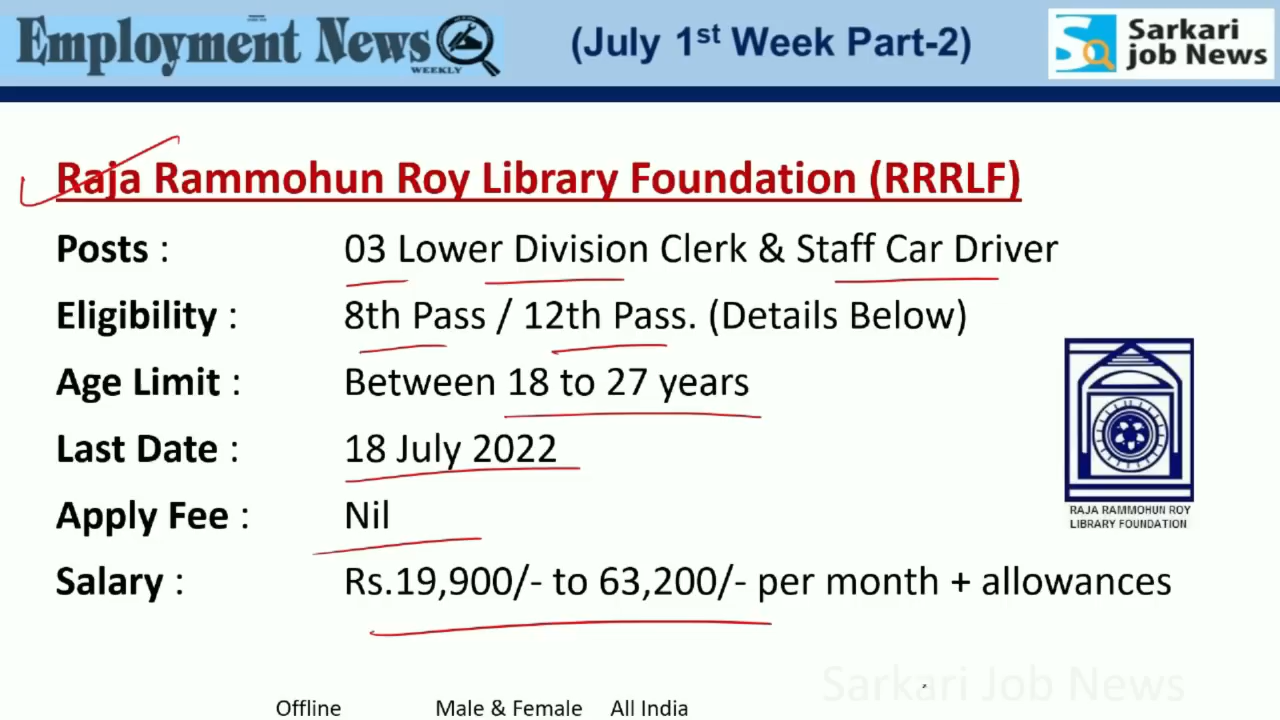 Employment News
WEEKLY
(July 1st Week Part-2)
Sarkari
job News
Raja Rammohun Roy Library Foundation (RRRLF)
Posts : 03 Lower Division Clerk & Staff Car Driver
Eligibility : 8th Pass / 12th Pass. (Details Below)
Age Limit : Between 18 to 27 years
Last Date : 18 July 2022
Apply Fee : Nil
Salary : Rs.19,900/- to 63,200/- per month + allowances
RAJA RAMMOHUN ROY
LIBRARY FOUNDATION
Sarkari Job News
Offline Male & Female All India